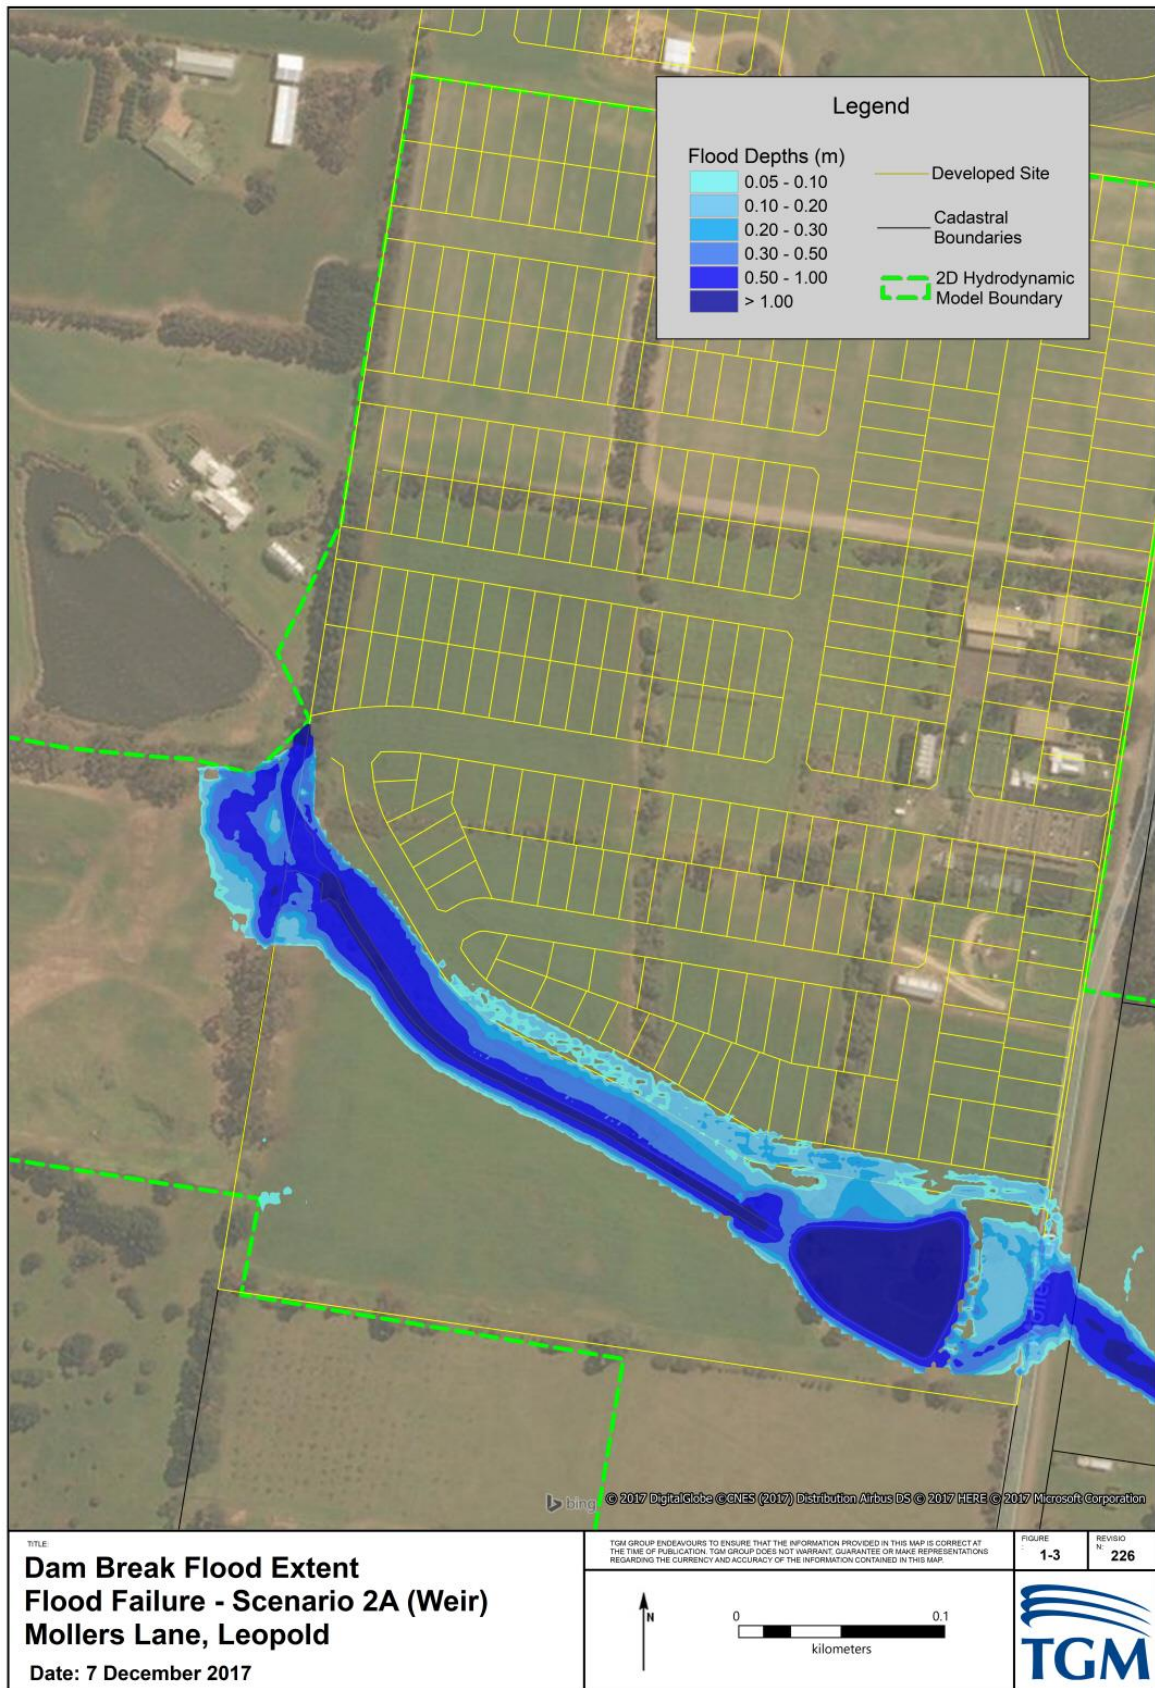 Legend
Flood Depths (m)
0.05 - 0.10
0.10 - 0.20
0.20 - 0.30
0.30 - 0.50
0.50 - 1.00
> 1.00
Developed Site
Cadastral
Boundaries
2D Hydrodynamic
Model Boundary
bing
© 2017 DigitalGlobe ©CNES (2017) Distribution Airbus DS © 2017 HERE © 2017 Microsoft Corporation
TITLE:
Dam Break Flood Extent
Flood Failure - Scenario 2A (Weir)
Mollers Lane, Leopold
Date: 7 December 2017
TGM GROUP ENDEAVOURS TO ENSURE THAT THE INFORMATION PROVIDED IN THIS MAP IS CORRECT AT
THE TIME OF PUBLICATION. TGM GROUP DOES NOT WARRANT, GUARANTEE OR MAKE REPRESENTATIONS
REGARDING THE CURRENCY AND ACCURACY OF THE INFORMATION CONTAINED IN THIS MAP.
N
0 0.1
kilometers
FIGURE
:
1-3
REVISIO
N:
226
TGM